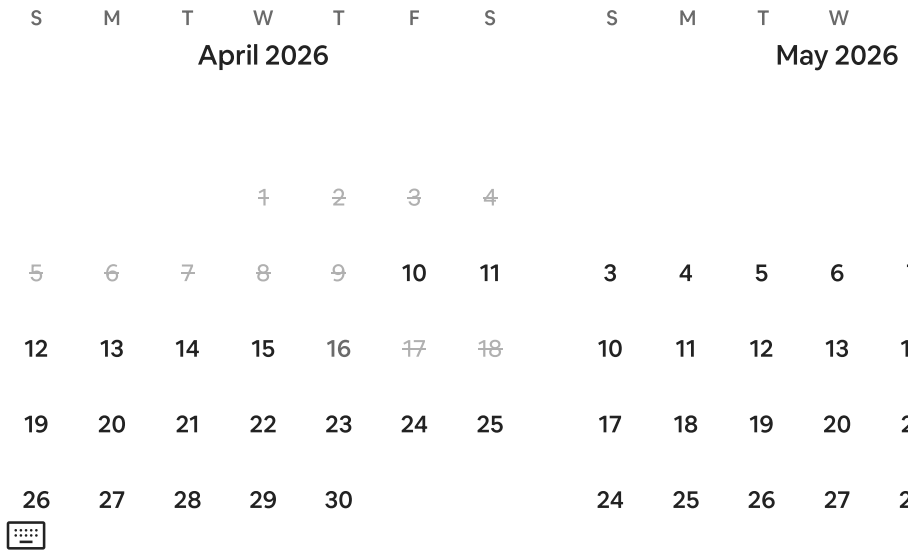 S M T W T F S S M T W
April 2026 May 2026
1 2 3 4
5 6 7 8 9 10 11 3 4 5 6
12 13 14 15 16 17 18 10 11 12 13
19 20 21 22 23 24 25 17 18 19 20
26 27 28 29 30 24 25 26 27